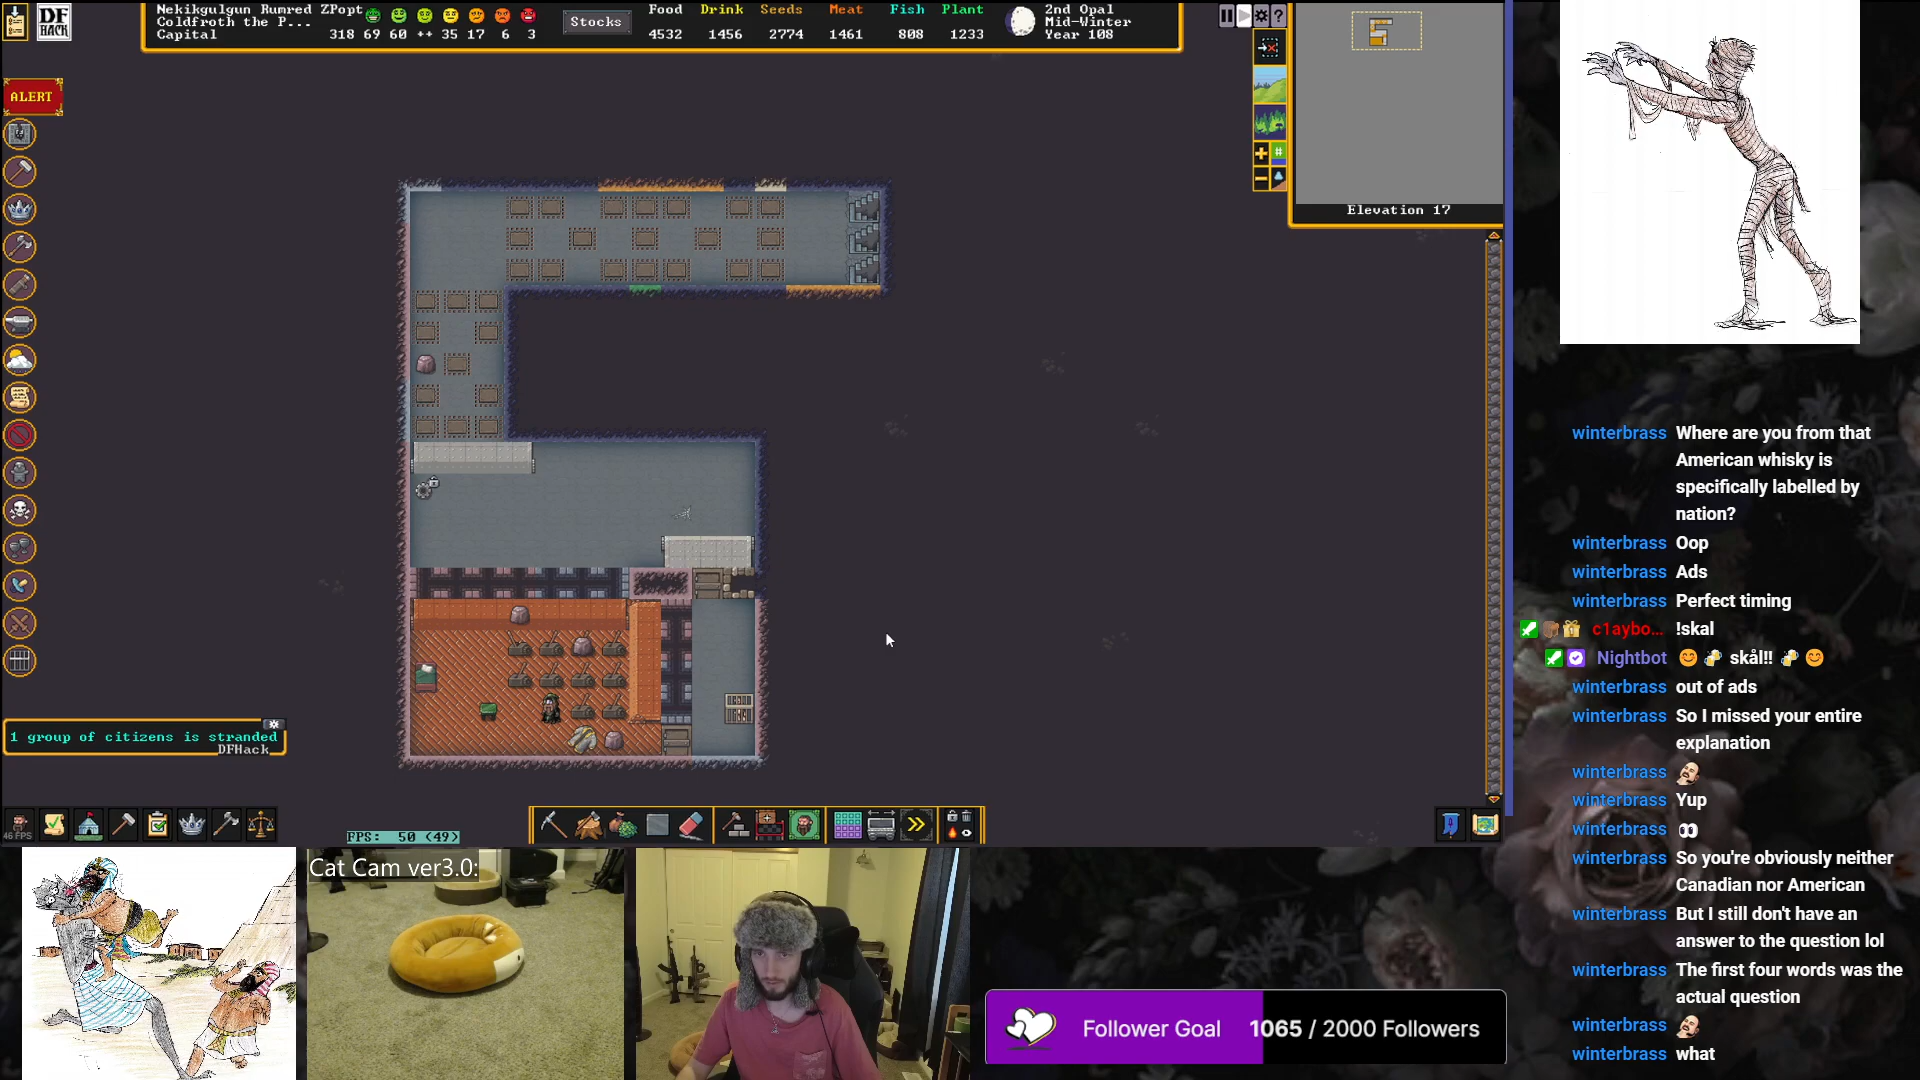 DF
HACK
Nekikgulgun Rumred ZPopt
Coldfroth the P...
Capital 318 69 60 ++ 35 17 6 3
Stocks
Food Drink Seeds Meat Fish Plant
4532 1456 2774 1461 808 1233
2nd Opal
Mid-Winter
Year 108
ALERT
Elevation 17
1 group of citizens is stranded
DFHack
46 FPS
FPS: 50 (49)
Cat Cam ver3.0:
Follower Goal 1065 / 2000 Followers
winterbrass Where are you from that
American whisky is
specifically labelled by
nation?
winterbrass Oop
winterbrass Ads
winterbrass Perfect timing
c1aybo... !skal
Nightbot skål!!
winterbrass out of ads
winterbrass So I missed your entire
explanation
winterbrass
winterbrass Yup
winterbrass
winterbrass So you're obviously neither
Canadian nor American
winterbrass But I still don't have an
answer to the question lol
winterbrass The first four words was the
actual question
winterbrass
winterbrass what